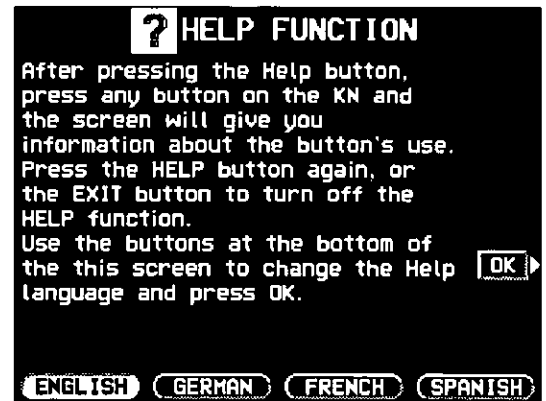 ? HELP FUNCTION
After pressing the Help button,
press any button on the KN and
the screen will give you
information about the button's use.
Press the HELP button again, or
the EXIT button to turn off the
HELP function.
Use the buttons at the bottom of
the this screen to change the Help
language and press OK.
OK
ENGLISH GERMAN FRENCH SPANISH